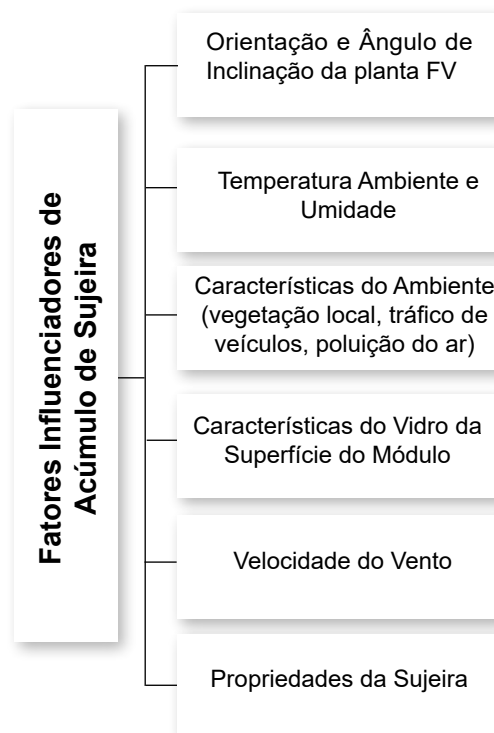 Fatores Influenciadores de
Acúmulo de Sujeira
Orientação e Ângulo de
Inclinação da planta FV
Temperatura Ambiente e
Umidade
Características do Ambiente
(vegetação local, tráfico de
veículos, poluição do ar)
Características do Vidro da
Superfície do Módulo
Velocidade do Vento
Propriedades da Sujeira